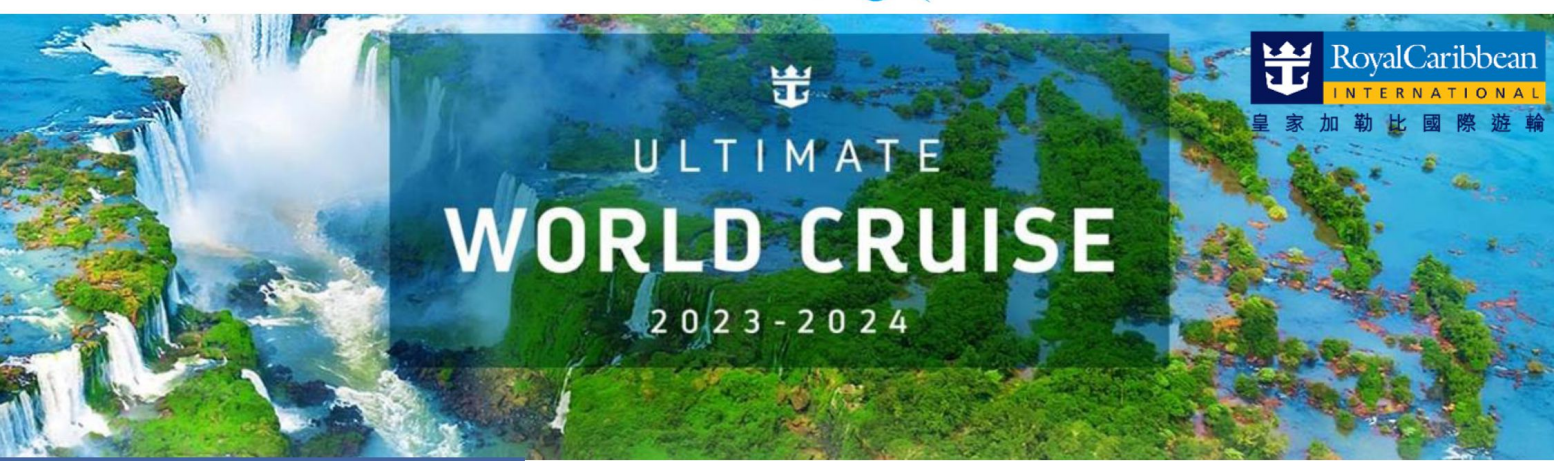 ULTIMATE
WORLD CRUISE
2023-2024
RoyalCaribbean
INTERNATIONAL
皇家加勒比國際遊輪